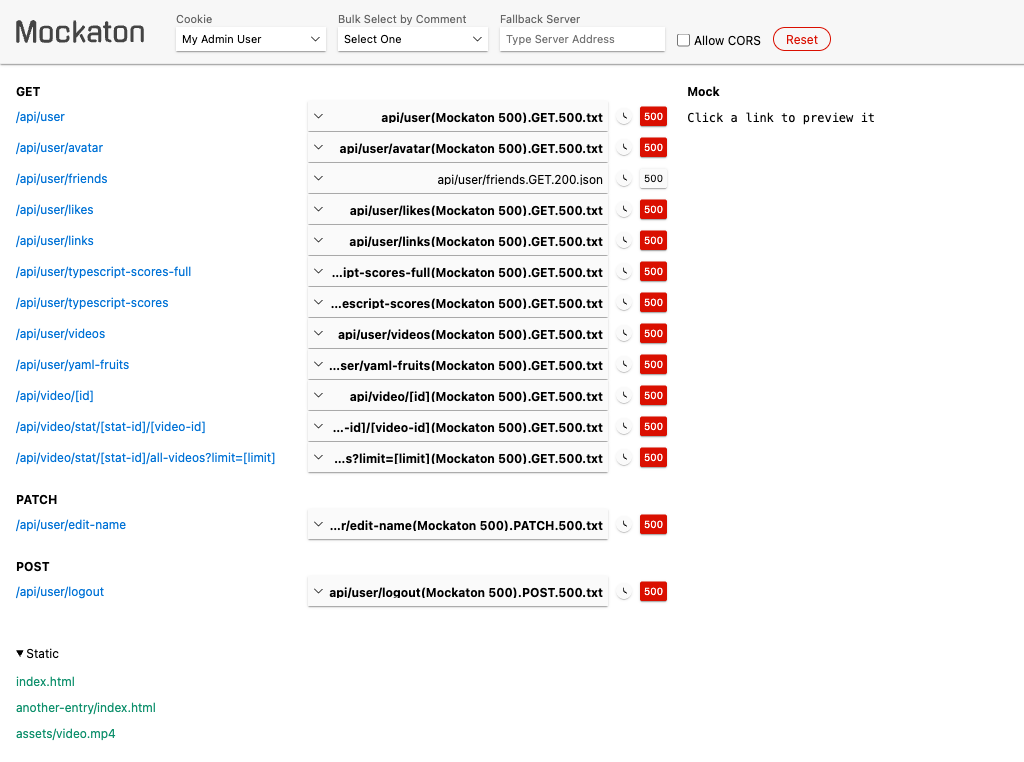 Mockaton
Cookie
My Admin User
Bulk Select by Comment
Select One
Fallback Server
Type Server Address
Allow CORS
Reset
GET
/api/user api/user(Mockaton 500).GET.500.txt 500
/api/user/avatar api/user/avatar(Mockaton 500).GET.500.txt 500
/api/user/friends api/user/friends.GET.200.json 500
/api/user/likes api/user/likes(Mockaton 500).GET.500.txt 500
/api/user/links api/user/links(Mockaton 500).GET.500.txt 500
/api/user/typescript-scores-full ...ipt-scores-full(Mockaton 500).GET.500.txt 500
/api/user/typescript-scores ...escript-scores(Mockaton 500).GET.500.txt 500
/api/user/videos api/user/videos(Mockaton 500).GET.500.txt 500
/api/user/yaml-fruits ...ser/yaml-fruits(Mockaton 500).GET.500.txt 500
/api/video/[id] api/video/[id](Mockaton 500).GET.500.txt 500
/api/video/stat/[stat-id]/[video-id] ...-id]/[video-id](Mockaton 500).GET.500.txt 500
/api/video/stat/[stat-id]/all-videos?limit=[limit] ...s?limit=[limit](Mockaton 500).GET.500.txt 500
PATCH
/api/user/edit-name ...r/edit-name(Mockaton 500).PATCH.500.txt 500
POST
/api/user/logout api/user/logout(Mockaton 500).POST.500.txt 500
Static
index.html
another-entry/index.html
assets/video.mp4
Mock
Click a link to preview it